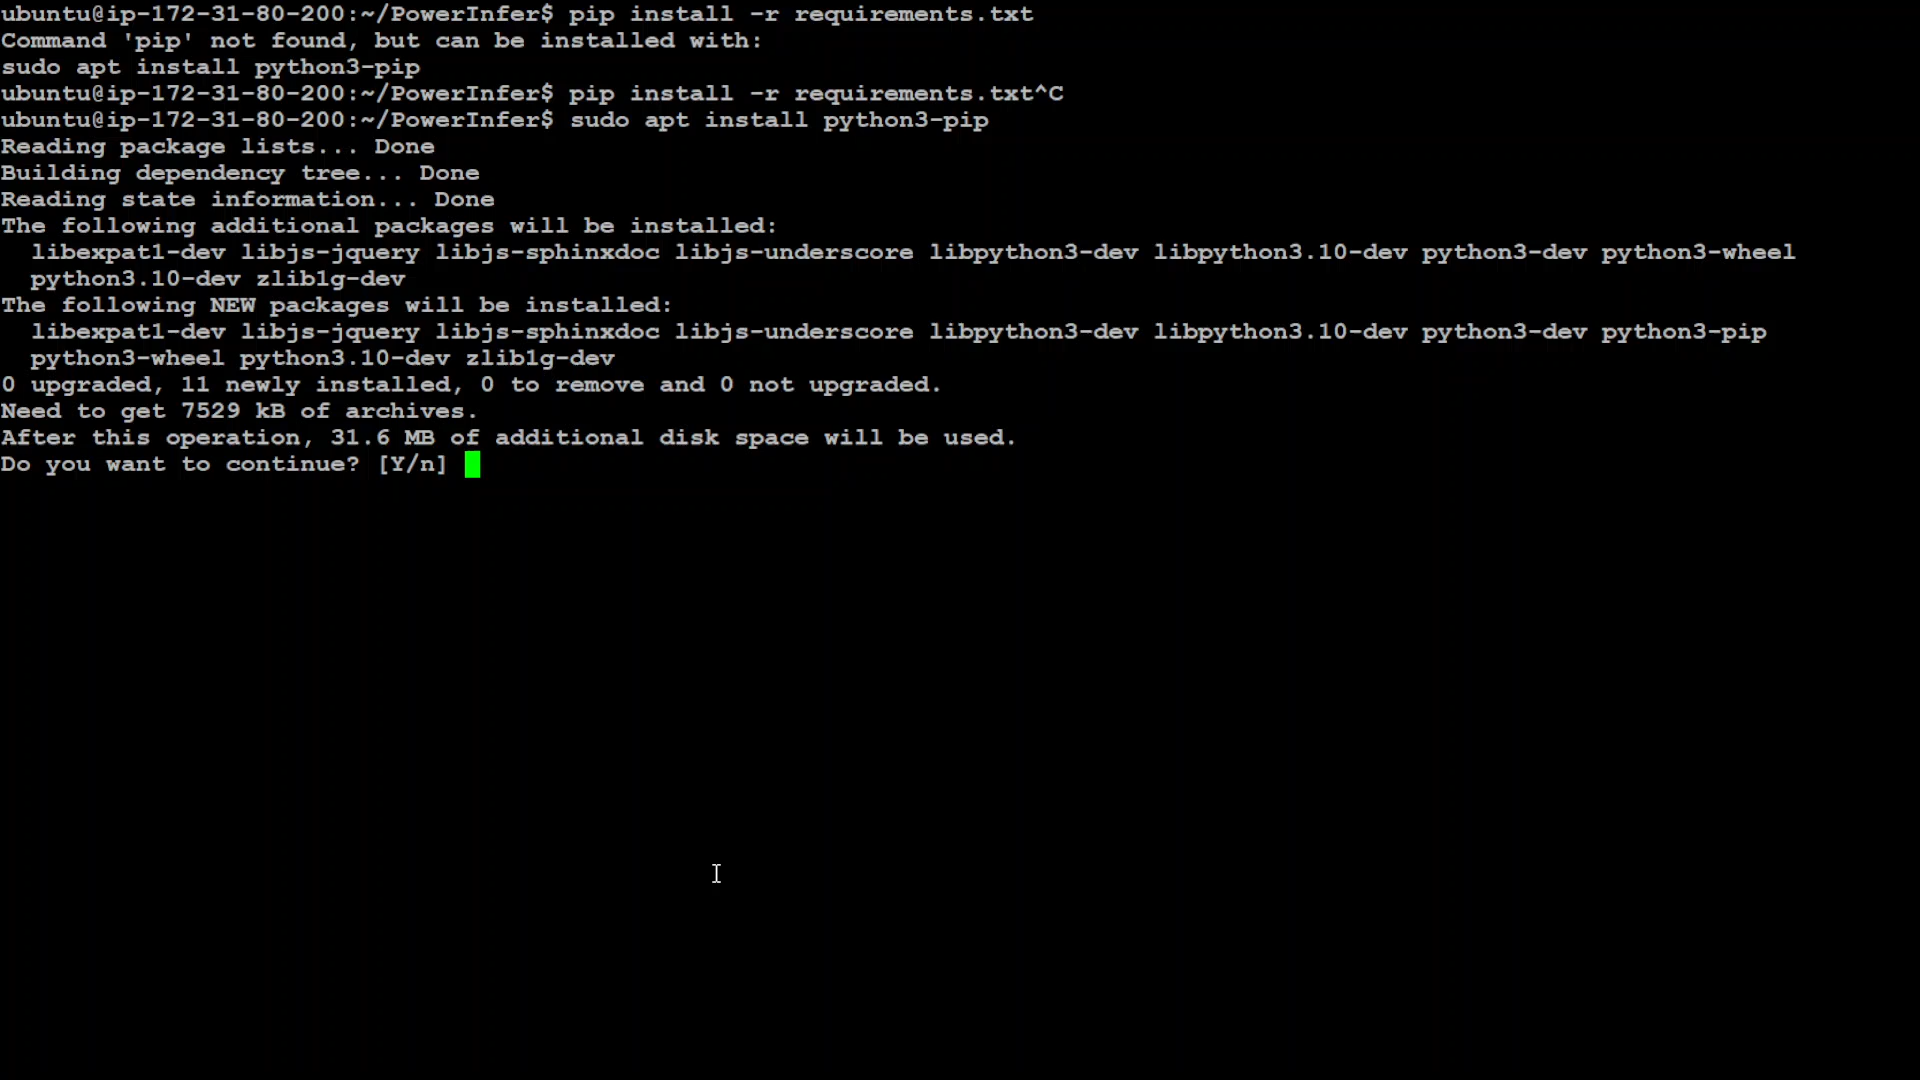 ubuntu@ip-172-31-80-200:~/PowerInfer$ pip install -r requirements.txt
Command 'pip' not found, but can be installed with:
sudo apt install python3-pip
ubuntu@ip-172-31-80-200:~/PowerInfer$ pip install -r requirements.txt^C
ubuntu@ip-172-31-80-200:~/PowerInfer$ sudo apt install python3-pip
Reading package lists... Done
Building dependency tree... Done
Reading state information... Done
The following additional packages will be installed:
  libexpat1-dev libjs-jquery libjs-sphinxdoc libjs-underscore libpython3-dev libpython3.10-dev python3-dev python3-wheel
  python3.10-dev zlib1g-dev
The following NEW packages will be installed:
  libexpat1-dev libjs-jquery libjs-sphinxdoc libjs-underscore libpython3-dev libpython3.10-dev python3-dev python3-pip
  python3-wheel python3.10-dev zlib1g-dev
0 upgraded, 11 newly installed, 0 to remove and 0 not upgraded.
Need to get 7529 kB of archives.
After this operation, 31.6 MB of additional disk space will be used.
Do you want to continue? [Y/n]